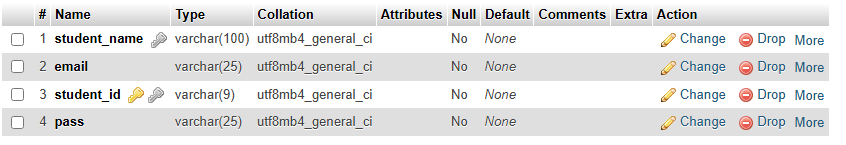 # Name Type Collation Attributes Null Default Comments Extra Action
1 student_name varchar(100) utf8mb4_general_ci No None Change Drop More
2 email varchar(25) utf8mb4_general_ci No None Change Drop More
3 student_id varchar(9) utf8mb4_general_ci No None Change Drop More
4 pass varchar(25) utf8mb4_general_ci No None Change Drop More